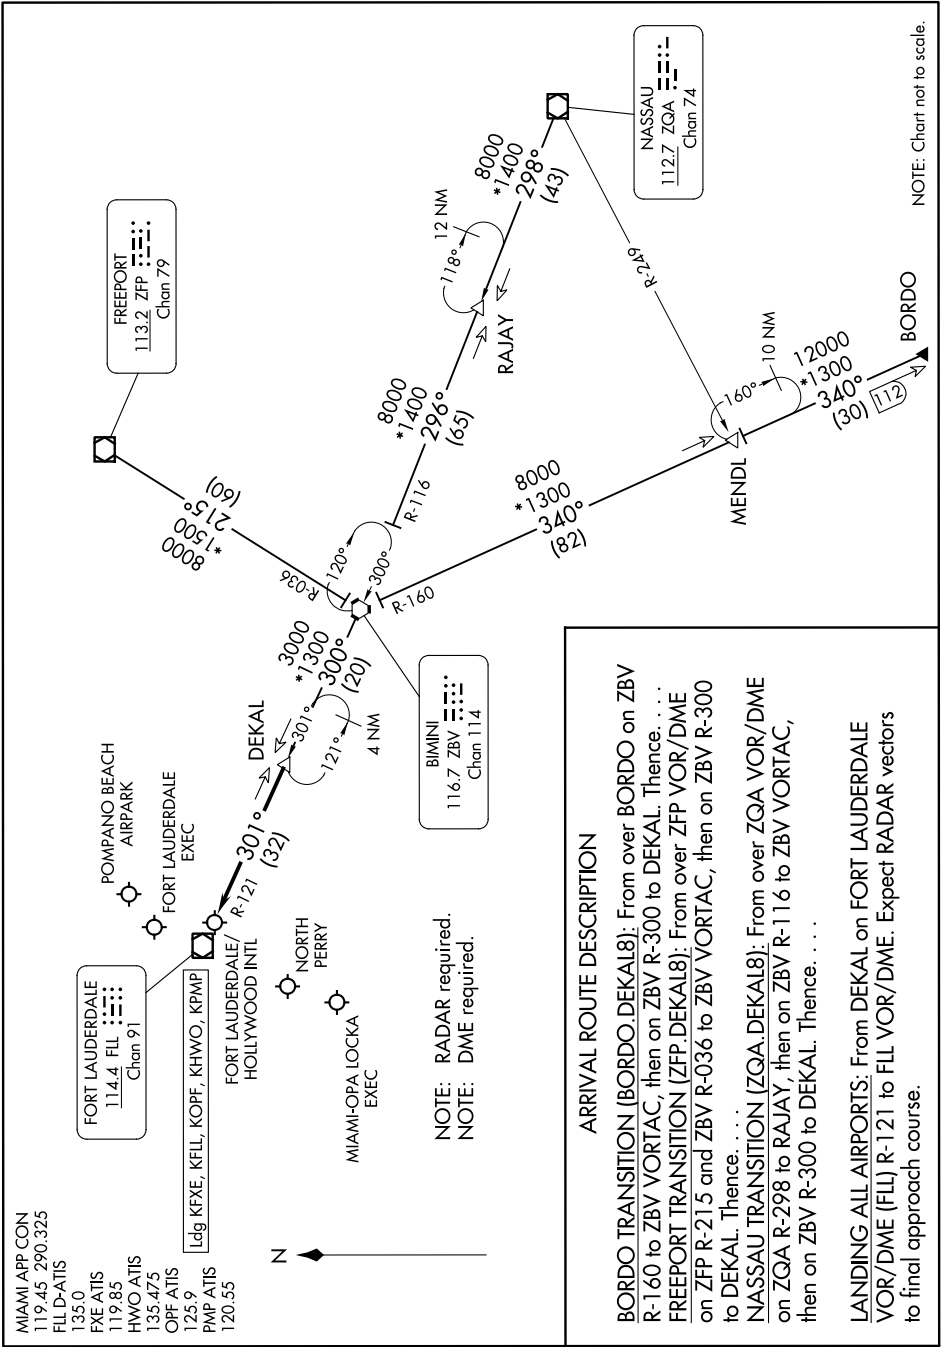 MIAMI APP CON
119.45 290.325
FLL D-ATIS
135.0
FXE ATIS
119.85
HWO ATIS
135.475
OPF ATIS
125.9
PMP ATIS
120.55
FORT LAUDERDALE
114.4 FLL
Chan 91
Ldg KFXE, KFLL, KOPF, KHWO, KPMP
POMPANO BEACH
AIRPARK
FORT LAUDERDALE
EXEC
FORT LAUDERDALE/
HOLLYWOOD INTL
NORTH
PERRY
MIAMI-OPA LOCKA
EXEC
N
NOTE: RADAR required.
NOTE: DME required.
R-121
301°
(32)
DEKAL
301°
121°
4 NM
3000
*1300
300°
(20)
BIMINI
116.7 ZBV
Chan 114
120°
300°
R-036
8000
*1500
215°
(60)
FREEPORT
113.2 ZFP
Chan 79
R-116
8000
*1400
296°
(65)
RAJAY
118°
12 NM
8000
*1400
298°
(43)
NASSAU
112.7 ZQA
Chan 74
R-249
R-160
8000
*1300
340°
(82)
MENDL
160°
10 NM
12000
*1300
340°
(30)
112
BORDO
NOTE: Chart not to scale.
ARRIVAL ROUTE DESCRIPTION
BORDO TRANSITION (BORDO.DEKAL8): From over BORDO on ZBV
R-160 to ZBV VORTAC, then on ZBV R-300 to DEKAL. Thence. . . .
FREEPORT TRANSITION (ZFP.DEKAL8): From over ZFP VOR/DME
on ZFP R-215 and ZBV R-036 to ZBV VORTAC, then on ZBV R-300
to DEKAL. Thence. . . .
NASSAU TRANSITION (ZQA.DEKAL8): From over ZQA VOR/DME
on ZQA R-298 to RAJAY, then on ZBV R-116 to ZBV VORTAC,
then on ZBV R-300 to DEKAL. Thence. . . .
LANDING ALL AIRPORTS: From DEKAL on FORT LAUDERDALE
VOR/DME (FLL) R-121 to FLL VOR/DME. Expect RADAR vectors
to final approach course.